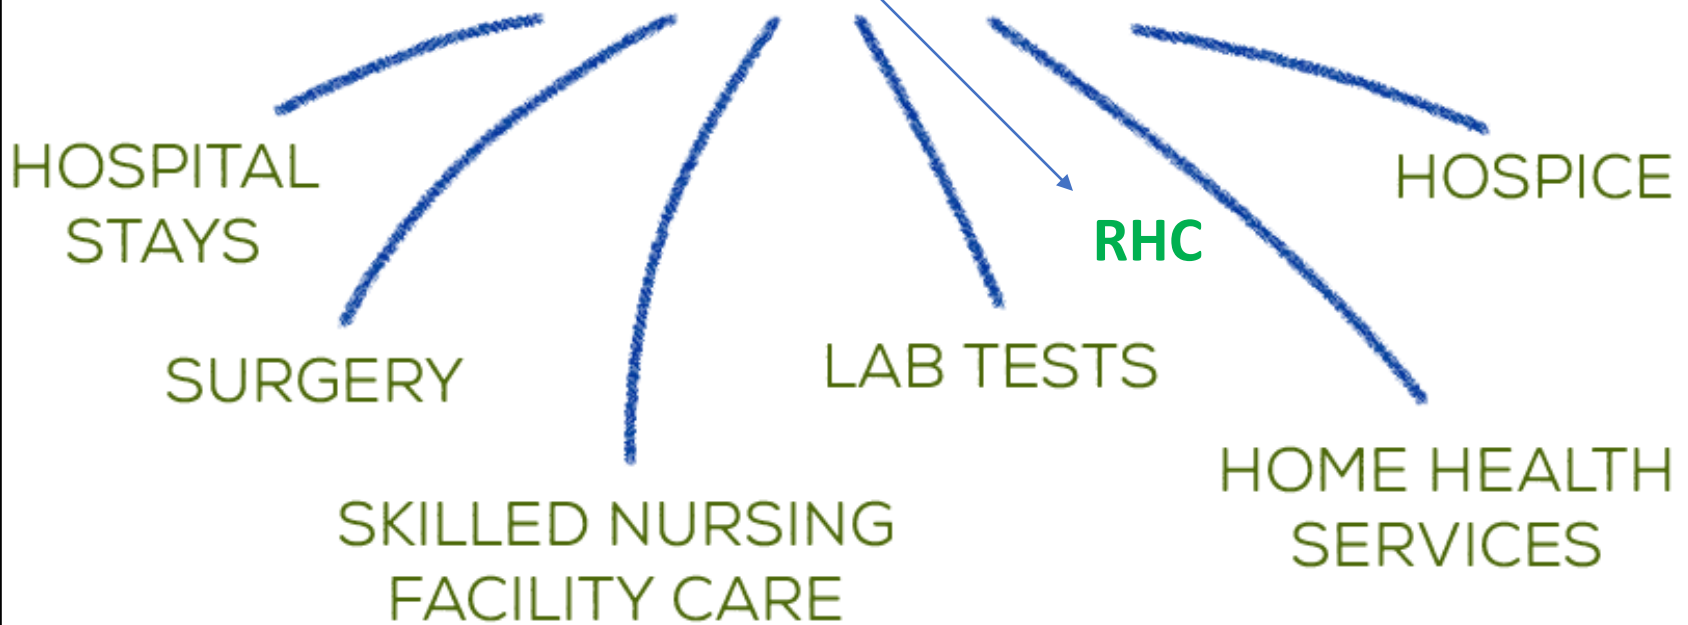 HOSPITAL
STAYS
SURGERY
SKILLED NURSING
FACILITY CARE
LAB TESTS
RHC
HOME HEALTH
SERVICES
HOSPICE